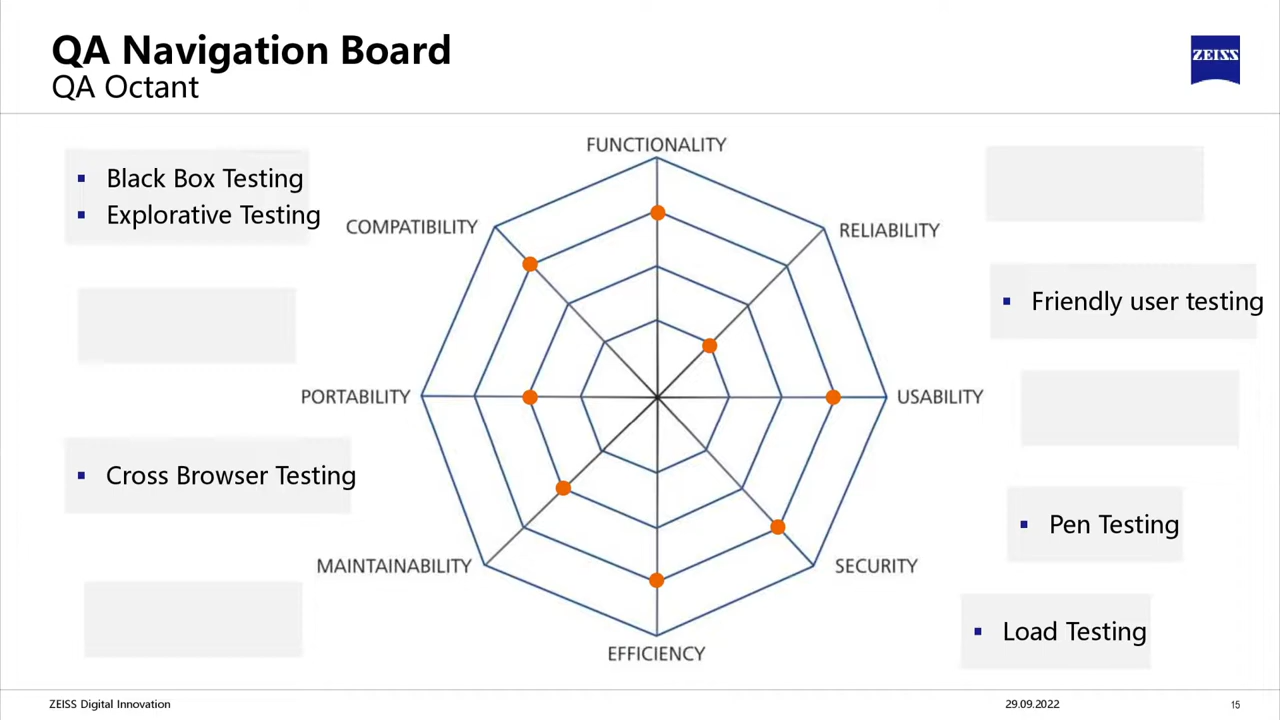 QA Navigation Board
QA Octant
ZEISS
FUNCTIONALITY
▪ Black Box Testing
▪ Explorative Testing
COMPATIBILITY
RELIABILITY
▪ Friendly user testing
PORTABILITY
USABILITY
▪ Cross Browser Testing
▪ Pen Testing
MAINTAINABILITY
SECURITY
▪ Load Testing
EFFICIENCY
ZEISS Digital Innovation
29.09.2022
15